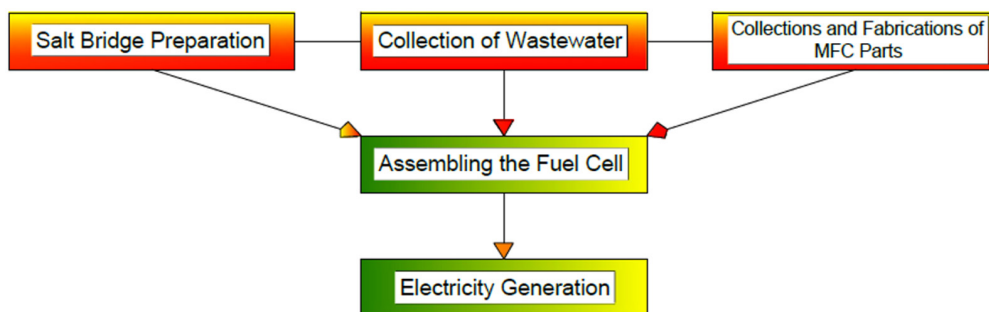 Salt Bridge Preparation
Collection of Wastewater
Collections and Fabrications of
MFC Parts
Assembling the Fuel Cell
Electricity Generation